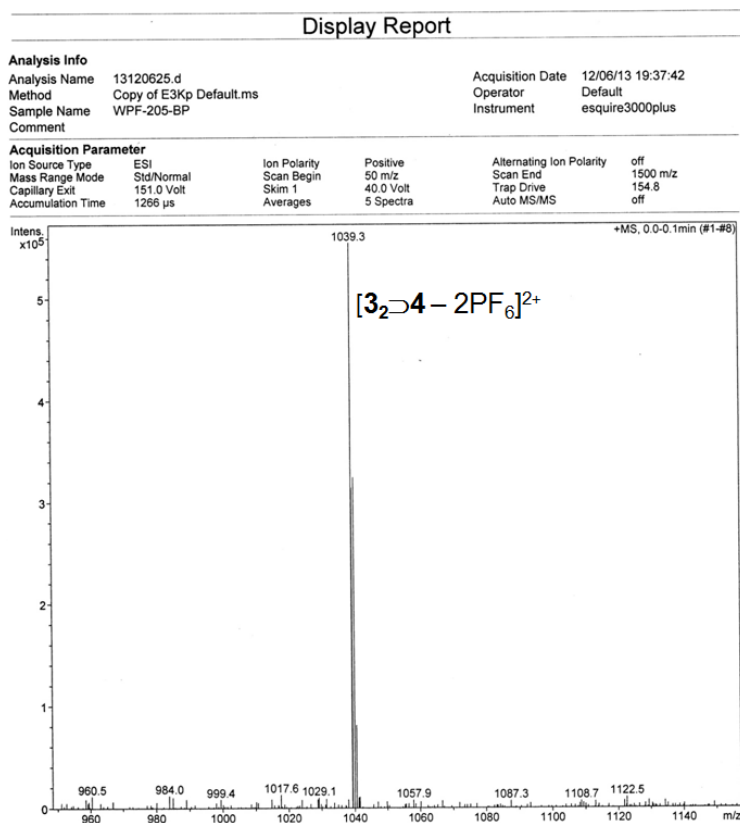 Display Report
Analysis Info
Analysis Name 13120625.d Acquisition Date 12/06/13 19:37:42
Method Copy of E3Kp Default.ms Operator Default
Sample Name WPF-205-BP Instrument esquire3000plus
Comment
Acquisition Parameter
Ion Source Type ESI Ion Polarity Positive Alternating Ion Polarity off
Mass Range Mode Std/Normal Scan Begin 50 m/z Scan End 1500 m/z
Capillary Exit 151.0 Volt Skim 1 40.0 Volt Trap Drive 154.8
Accumulation Time 1266 µs Averages 5 Spectra Auto MS/MS off
Intens. +MS, 0.0-0.1min (#1-#8)
x10⁵
1039.3
[3₂⊃4 – 2PF₆]²⁺
5
4
3
2
1
960.5 984.0 999.4 1017.6 1029.1 1057.9 1087.3 1108.7 1122.5
0
960 980 1000 1020 1040 1060 1080 1100 1120 1140 m/z